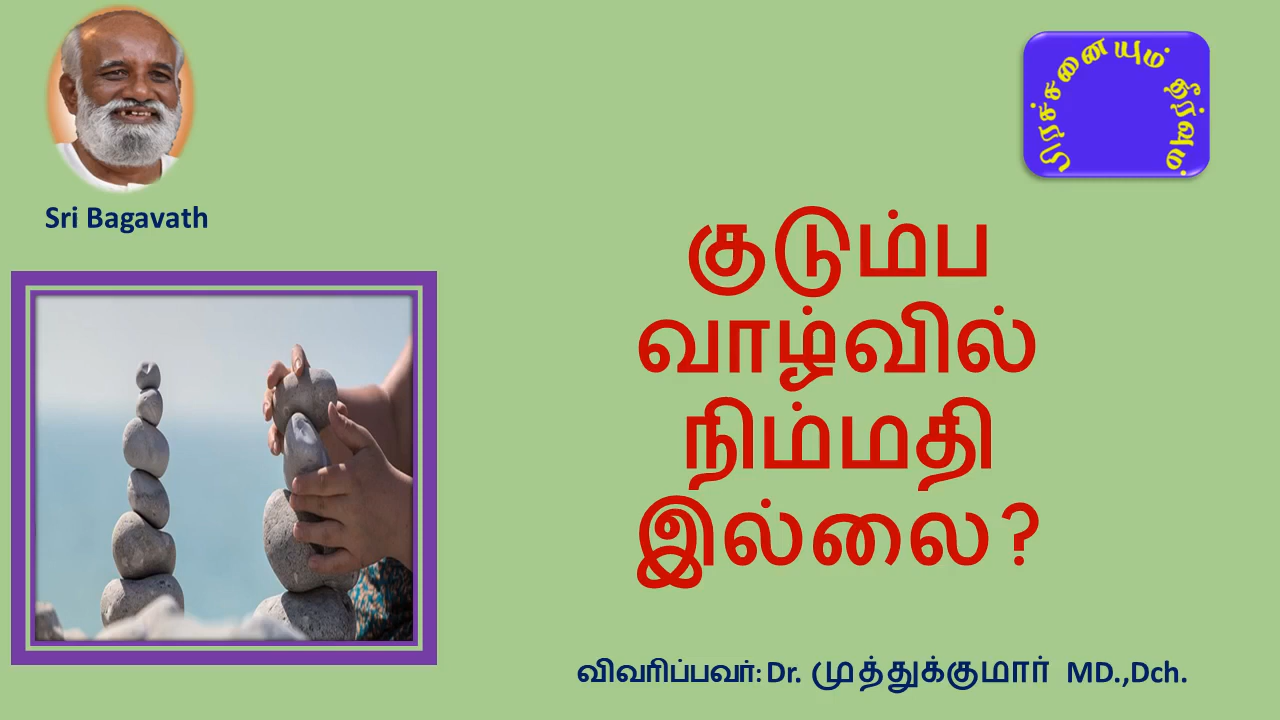 பிரச்சனையும் தீர்வும்
Sri Bagavath
குடும்ப
வாழ்வில்
நிம்மதி
இல்லை?
விவரிப்பவர்: Dr. முத்துக்குமார் MD.,Dch.